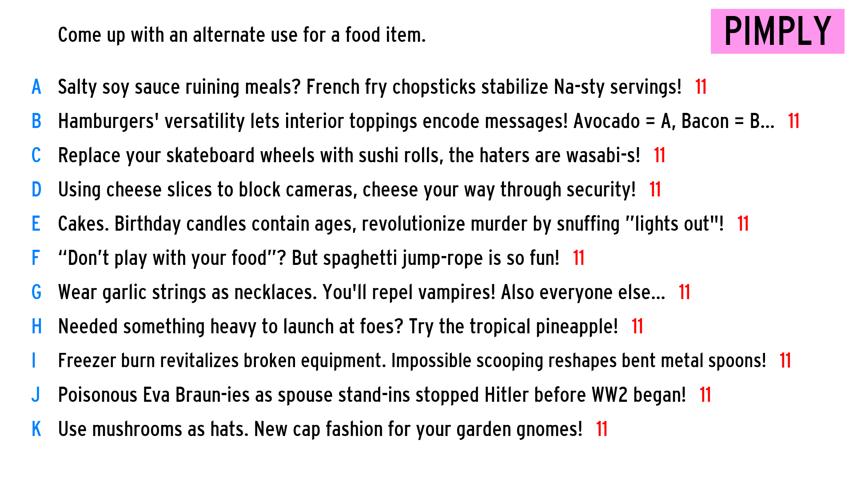 Come up with an alternate use for a food item.
PIMPLY
A Salty soy sauce ruining meals? French fry chopsticks stabilize Na-sty servings! 11
B Hamburgers' versatility lets interior toppings encode messages! Avocado = A, Bacon = B... 11
C Replace your skateboard wheels with sushi rolls, the haters are wasabi-s! 11
D Using cheese slices to block cameras, cheese your way through security! 11
E Cakes. Birthday candles contain ages, revolutionize murder by snuffing "lights out"! 11
F “Don’t play with your food”? But spaghetti jump-rope is so fun! 11
G Wear garlic strings as necklaces. You'll repel vampires! Also everyone else... 11
H Needed something heavy to launch at foes? Try the tropical pineapple! 11
I Freezer burn revitalizes broken equipment. Impossible scooping reshapes bent metal spoons! 11
J Poisonous Eva Braun-ies as spouse stand-ins stopped Hitler before WW2 began! 11
K Use mushrooms as hats. New cap fashion for your garden gnomes! 11